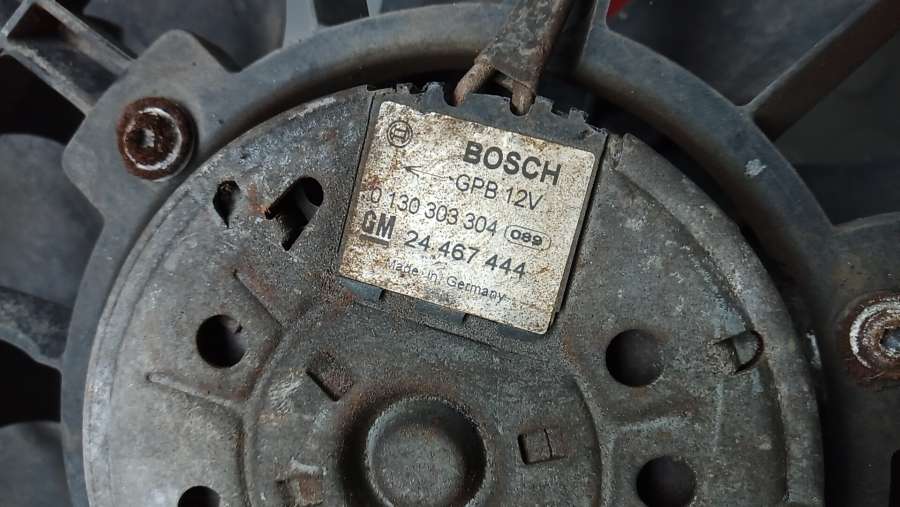 BOSCH
GPB 12V
0 130 303 304 089
GM 24.467 444
Made in Germany